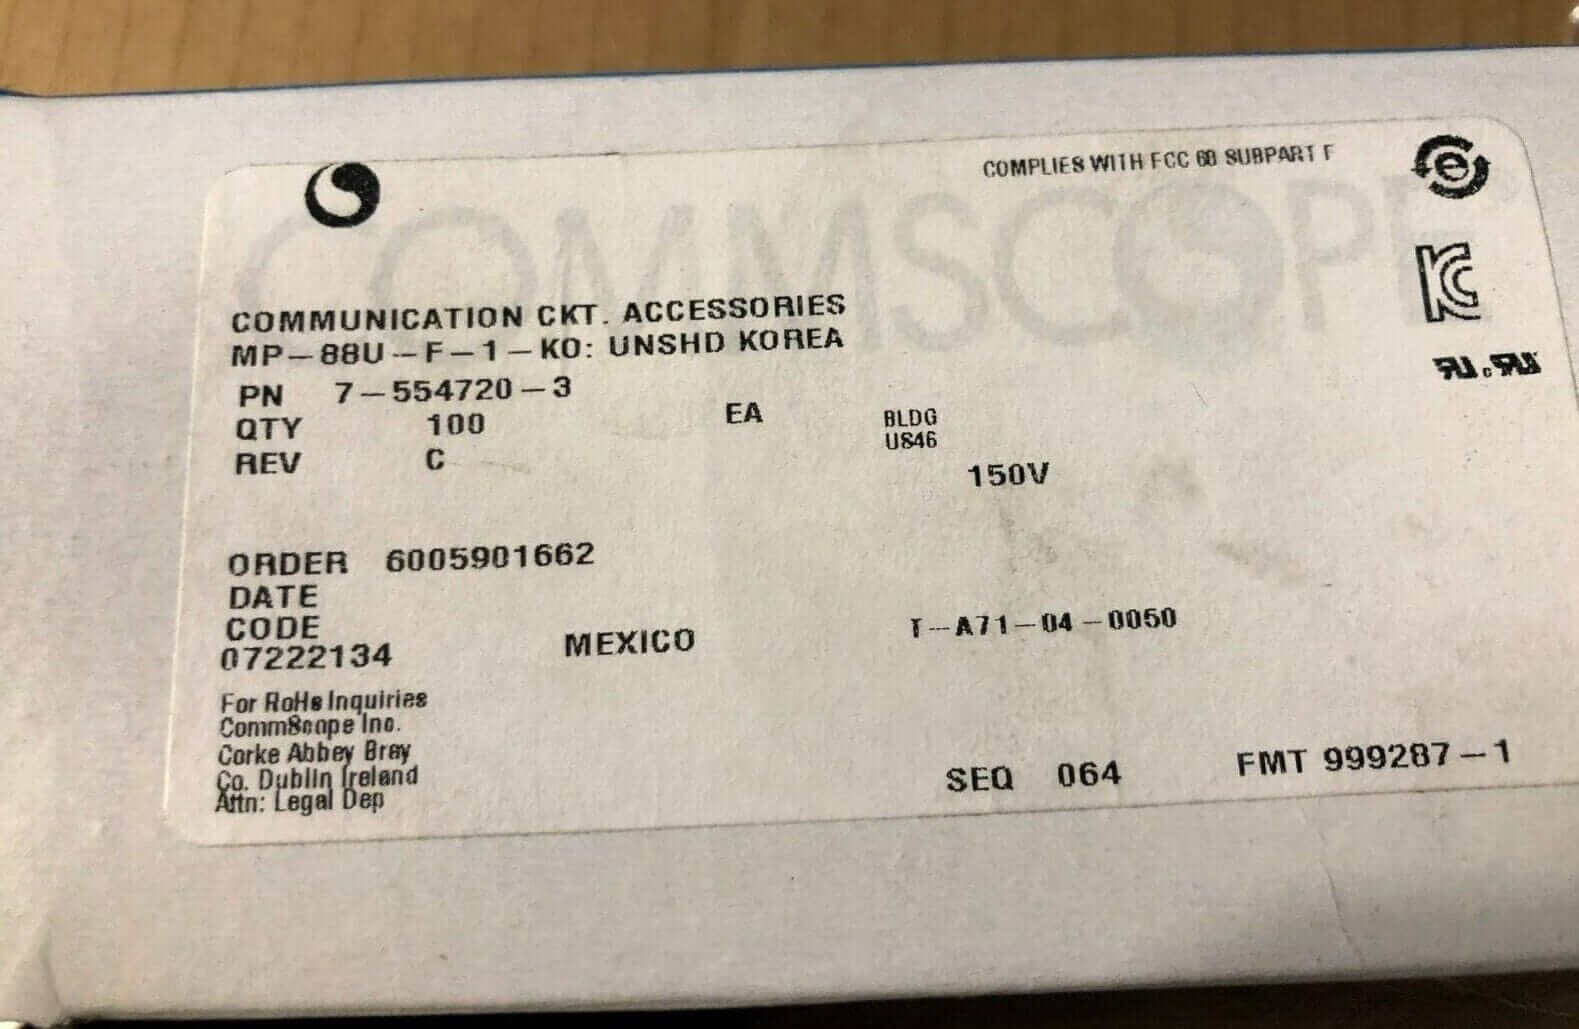 COMPLIES WITH FCC 68 SUBPART F
COMMSCOPE
COMMUNICATION CKT. ACCESSORIES
MP-88U-F-1-KO: UNSHD KOREA
PN 7-554720-3
QTY 100 EA
REV C
BLDG
U846
150V
ORDER 6005901662
DATE
CODE
07222134
MEXICO
T-A71-04-0050
For RoHs Inquiries
CommScope Inc.
Corke Abbey Bray
Co. Dublin Ireland
Attn: Legal Dep
SEQ 064
FMT 999287-1